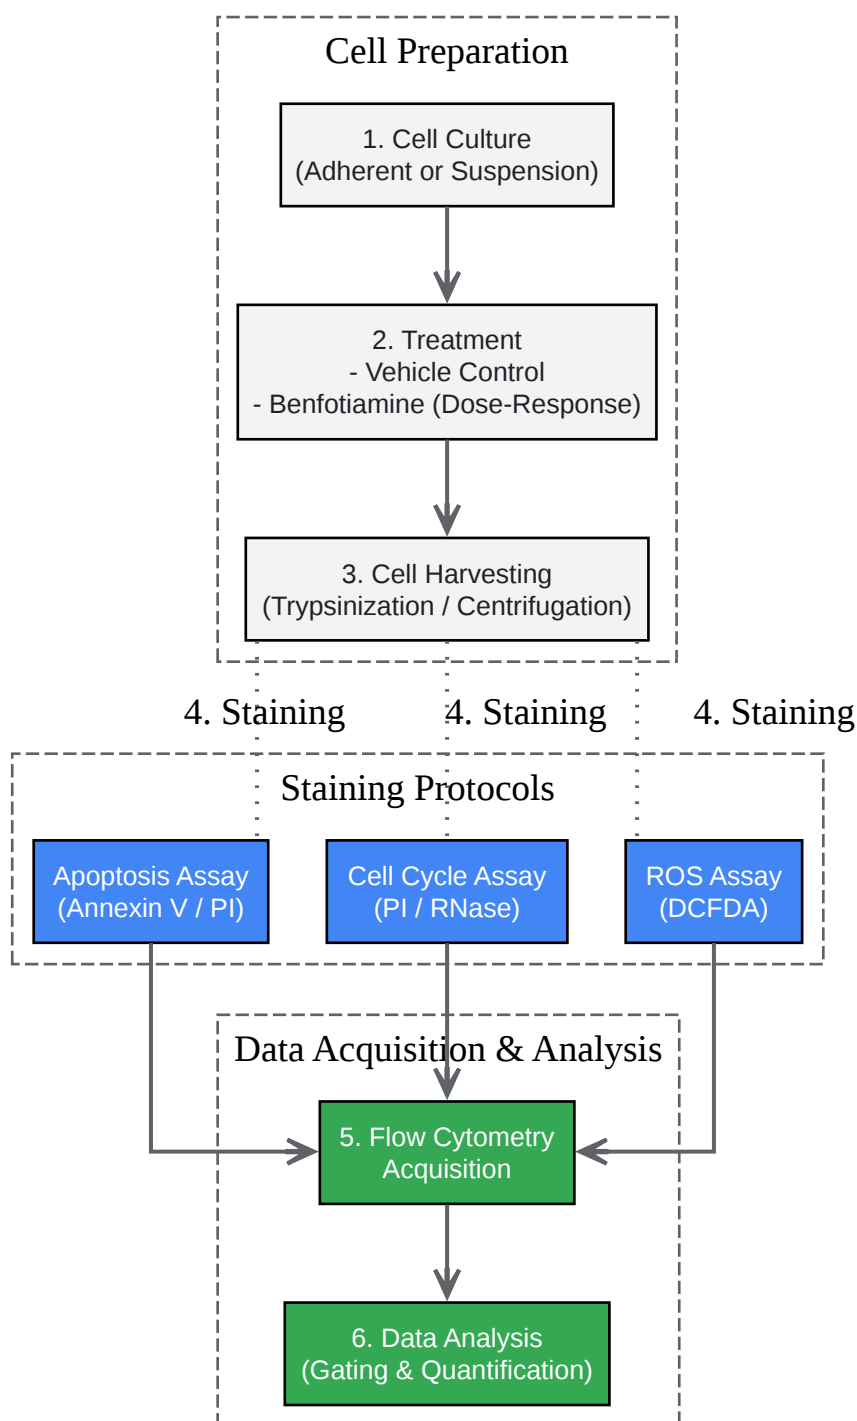 Cell Preparation
1. Cell Culture
(Adherent or Suspension)
2. Treatment
- Vehicle Control
- Benfotiamine (Dose-Response)
3. Cell Harvesting
(Trypsinization / Centrifugation)
4. Staining
4. Staining
4. Staining
Staining Protocols
Apoptosis Assay
(Annexin V / PI)
Cell Cycle Assay
(PI / RNase)
ROS Assay
(DCFDA)
Data Acquisition & Analysis
5. Flow Cytometry
Acquisition
6. Data Analysis
(Gating & Quantification)